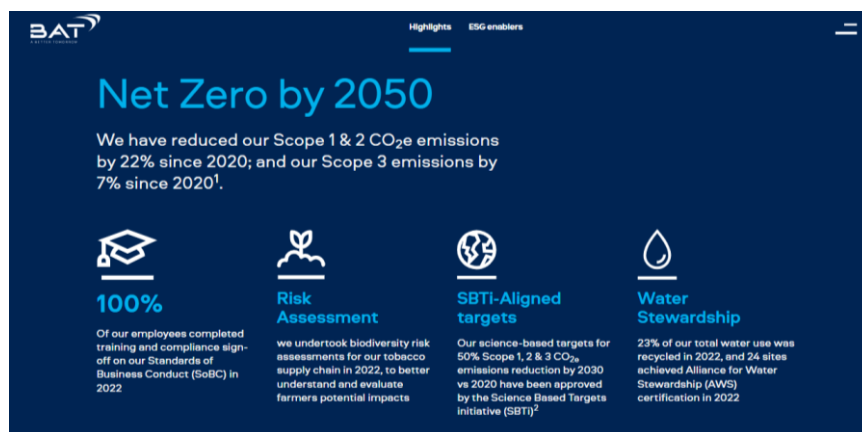 BAT
A BETTER TOMORROW
Highlights
ESG enablers
Net Zero by 2050
We have reduced our Scope 1 & 2 CO₂e emissions
by 22% since 2020; and our Scope 3 emissions by
7% since 2020¹.
100%
Of our employees completed
training and compliance sign-
off on our Standards of
Business Conduct (SoBC) in
2022
Risk
Assessment
we undertook biodiversity risk
assessments for our tobacco
supply chain in 2022, to better
understand and evaluate
farmers potential impacts
SBTi-Aligned
targets
Our science-based targets for
50% Scope 1, 2 & 3 CO₂ₑ
emissions reduction by 2030
vs 2020 have been approved
by the Science Based Targets
initiative (SBTi)²
Water
Stewardship
23% of our total water use was
recycled in 2022, and 24 sites
achieved Alliance for Water
Stewardship (AWS)
certification in 2022